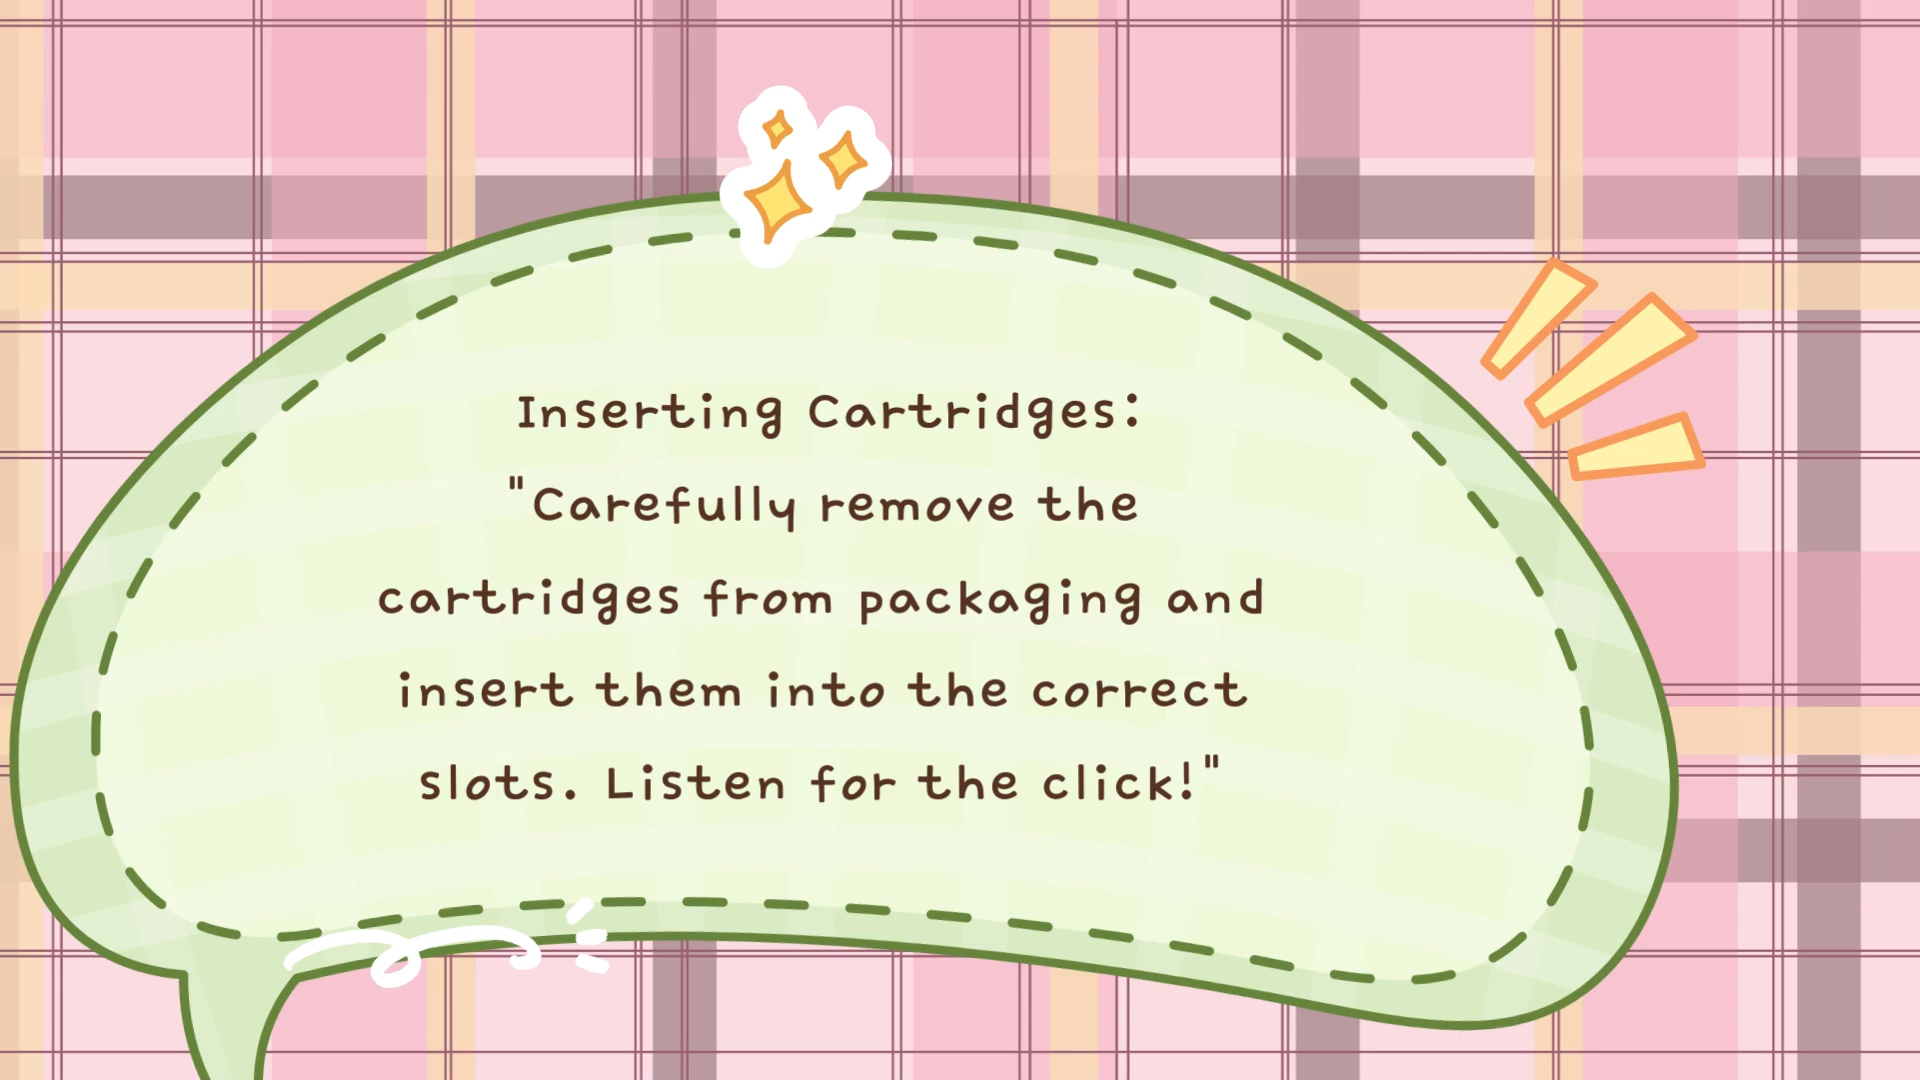 Inserting Cartridges:
"Carefully remove the
cartridges from packaging and
insert them into the correct
slots. Listen for the click!"